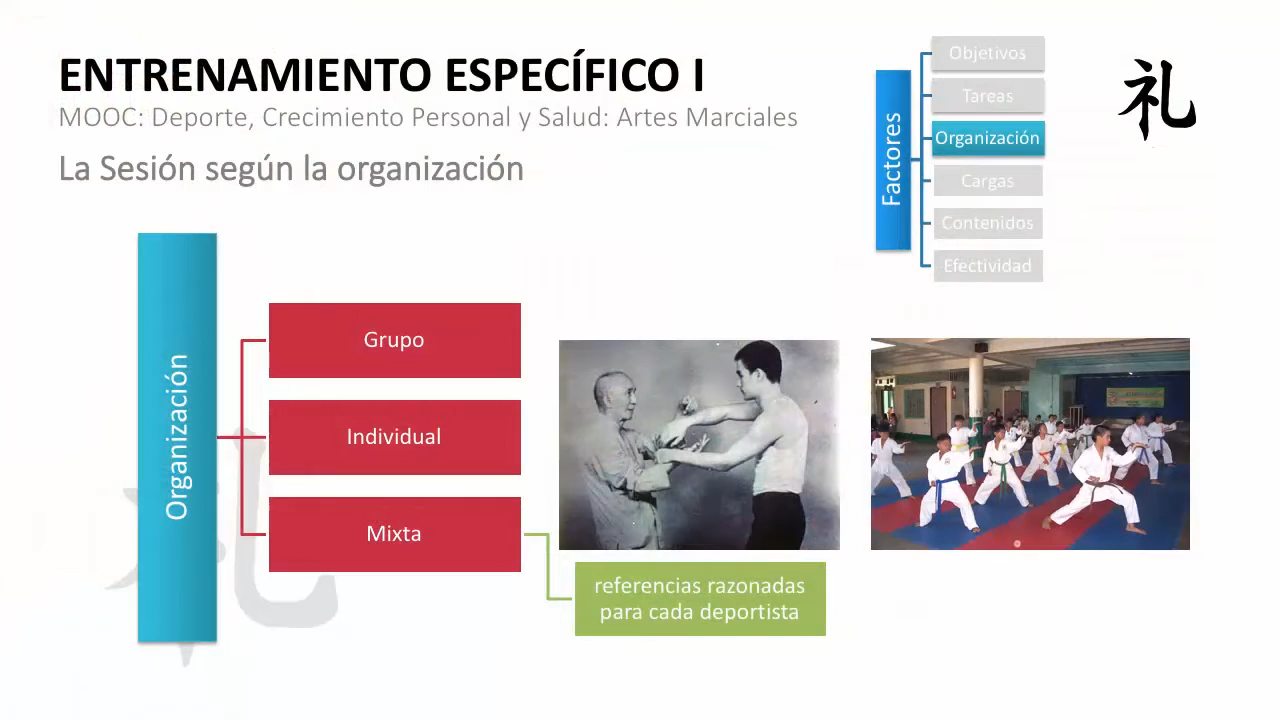 ENTRENAMIENTO ESPECÍFICO I
MOOC: Deporte, Crecimiento Personal y Salud: Artes Marciales
La Sesión según la organización
Factores
Objetivos
Tareas
Organización
Cargas
Contenidos
Efectividad
礼
Organización
Grupo
Individual
Mixta
referencias razonadas
para cada deportista